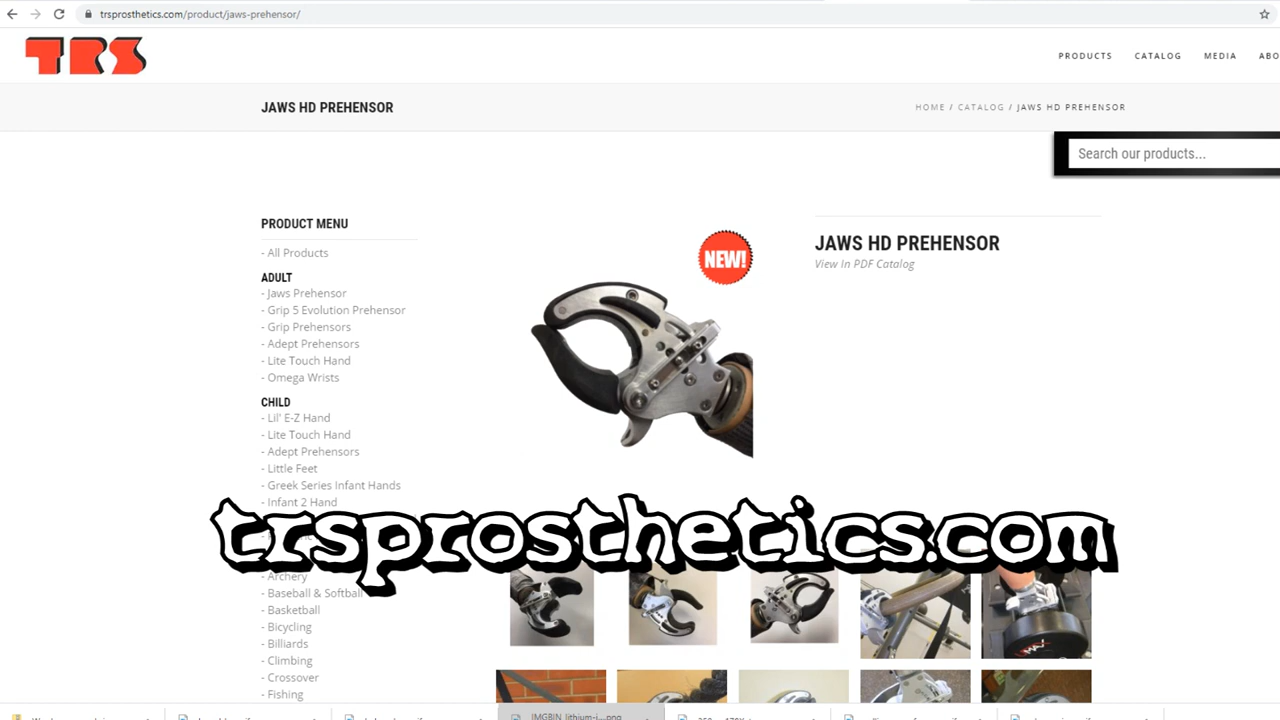 trsprosthetics.com/product/jaws-prehensor/
TRS
PRODUCTS CATALOG MEDIA ABO
JAWS HD PREHENSOR
HOME / CATALOG / JAWS HD PREHENSOR
Search our products...
PRODUCT MENU
- All Products
ADULT
- Jaws Prehensor
- Grip 5 Evolution Prehensor
- Grip Prehensors
- Adept Prehensors
- Lite Touch Hand
- Omega Wrists
CHILD
- Lil' E-Z Hand
- Lite Touch Hand
- Adept Prehensors
- Little Feet
- Greek Series Infant Hands
- Infant 2 Hand
- Archery
- Baseball & Softball
- Basketball
- Bicycling
- Billiards
- Climbing
- Crossover
- Fishing
NEW!
JAWS HD PREHENSOR
View In PDF Catalog
trsprosthetics.com